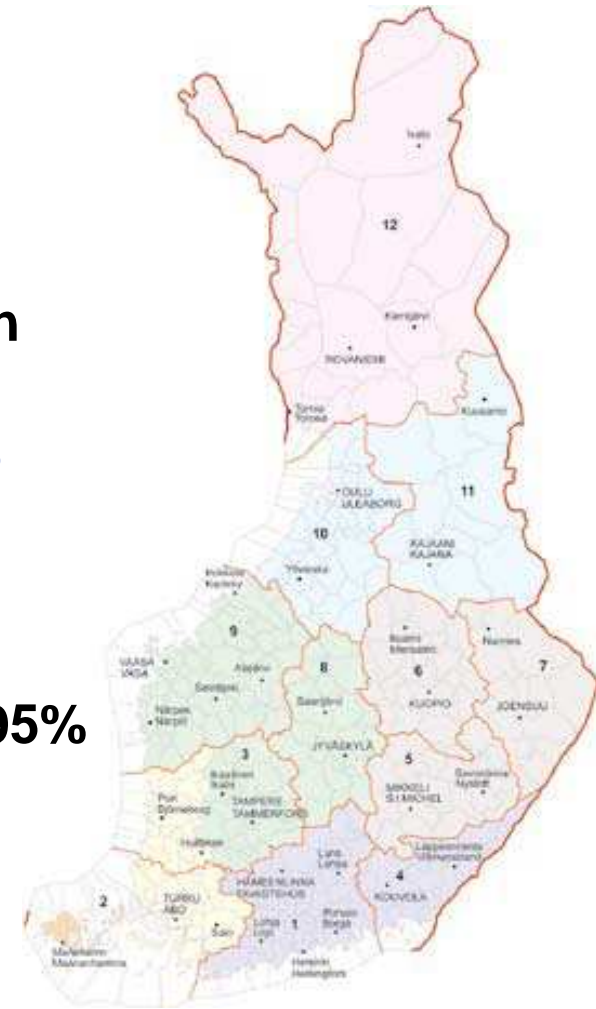 n
95%
Ivalo
12
Kemijärvi
ROVANIEMI
Tornio
Torneå
Kuusamo
OULU
ULEÅBORG
11
10
KAJAANI
KAJANA
Ylivieska
Kokkola
Karleby
9
Iisalmi
Idensalmi
Nurmes
VAASA
VASA
Alajärvi
8
6
7
Seinäjoki
Saarijärvi
KUOPIO
JOENSUU
Närpes
Närpiö
JYVÄSKYLÄ
3
5
Ikaalinen
Ikalis
Savonlinna
Nyslott
Pori
Björneborg
TAMPERE
TAMMERFORS
MIKKELI
S:T MICHEL
Huittinen
Lahti
Lahtis
Lappeenranta
Villmanstrand
HÄMEENLINNA
TAVASTEHUS
4
KOUVOLA
2
TURKU
ÅBO
Salo
Lohja
Lojo
1
Porvoo
Borgå
Maarianhamina
Helsinki
Helsingfors